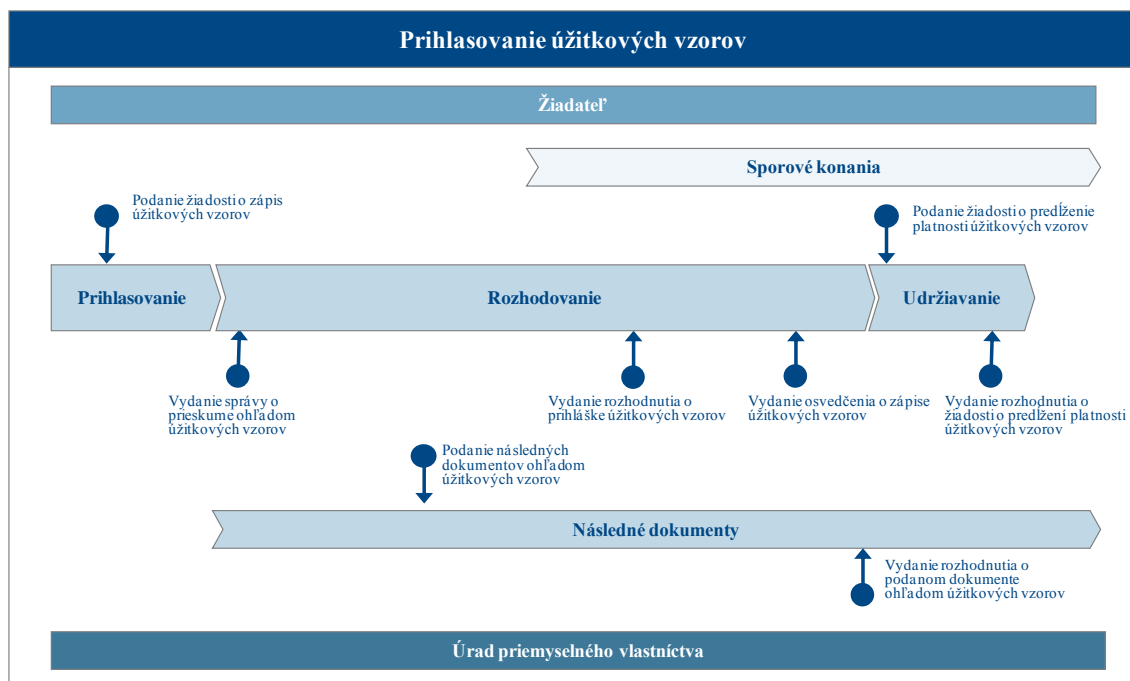 Prihlasovanie úžitkových vzorov
Žiadateľ
Sporové konania
Podanie žiadosti o zápis
úžitkových vzorov
Podanie žiadosti o predĺženie
platnosti úžitkových vzorov
Prihlasovanie
Rozhodovanie
Udržiavanie
Vydanie správy o
prieskume ohľadom
úžitkových vzorov
Vydanie rozhodnutia o
prihláške úžitkových vzorov
Vydanie osvedčenia o zápise
úžitkových vzorov
Vydanie rozhodnutia o
žiadosti o predĺžení platnosti
úžitkových vzorov
Podanie následných
dokumentov ohľadom
úžitkových vzorov
Následné dokumenty
Vydanie rozhodnutia o
podanom dokumente
ohľadom úžitkových vzorov
Úrad priemyselného vlastníctva